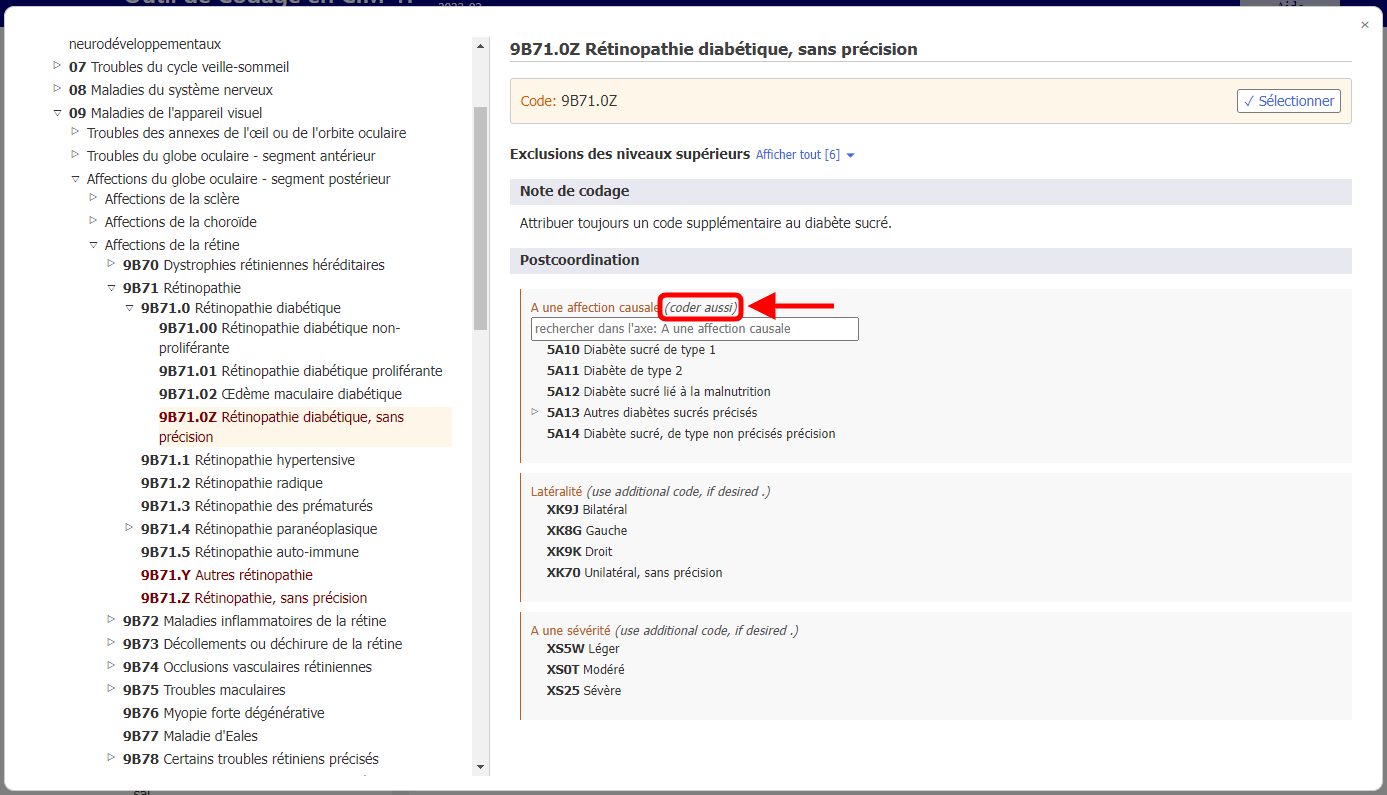 Outil de Codage en CIM-11
2022-02
Aide
×
neurodéveloppementaux
07 Troubles du cycle veille-sommeil
08 Maladies du système nerveux
09 Maladies de l'appareil visuel
Troubles des annexes de l'œil ou de l'orbite oculaire
Troubles du globe oculaire - segment antérieur
Affections du globe oculaire - segment postérieur
Affections de la sclère
Affections de la choroïde
Affections de la rétine
9B70 Dystrophies rétiniennes héréditaires
9B71 Rétinopathie
9B71.0 Rétinopathie diabétique
9B71.00 Rétinopathie diabétique non-
proliférante
9B71.01 Rétinopathie diabétique proliférante
9B71.02 Œdème maculaire diabétique
9B71.0Z Rétinopathie diabétique, sans
précision
9B71.1 Rétinopathie hypertensive
9B71.2 Rétinopathie radique
9B71.3 Rétinopathie des prématurés
9B71.4 Rétinopathie paranéoplasique
9B71.5 Rétinopathie auto-immune
9B71.Y Autres rétinopathie
9B71.Z Rétinopathie, sans précision
9B72 Maladies inflammatoires de la rétine
9B73 Décollements ou déchirure de la rétine
9B74 Occlusions vasculaires rétiniennes
9B75 Troubles maculaires
9B76 Myopie forte dégénérative
9B77 Maladie d'Eales
9B78 Certains troubles rétiniens précisés
9B71.0Z Rétinopathie diabétique, sans précision
Code: 9B71.0Z
✓ Sélectionner
Exclusions des niveaux supérieurs Afficher tout [6]
Note de codage
Attribuer toujours un code supplémentaire au diabète sucré.
Postcoordination
A une affection causale (coder aussi)
rechercher dans l'axe: A une affection causale
5A10 Diabète sucré de type 1
5A11 Diabète de type 2
5A12 Diabète sucré lié à la malnutrition
5A13 Autres diabètes sucrés précisés
5A14 Diabète sucré, de type non précisés précision
Latéralité (use additional code, if desired .)
XK9J Bilatéral
XK8G Gauche
XK9K Droit
XK70 Unilatéral, sans précision
A une sévérité (use additional code, if desired .)
XS5W Léger
XS0T Modéré
XS25 Sévère